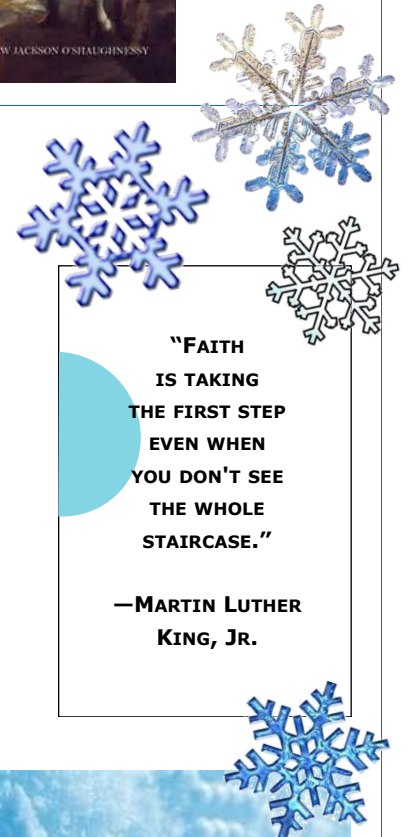 W JACKSON O'SHAUGHNESSY
“FAITH
IS TAKING
THE FIRST STEP
EVEN WHEN
YOU DON'T SEE
THE WHOLE
STAIRCASE.”
—MARTIN LUTHER
KING, JR.